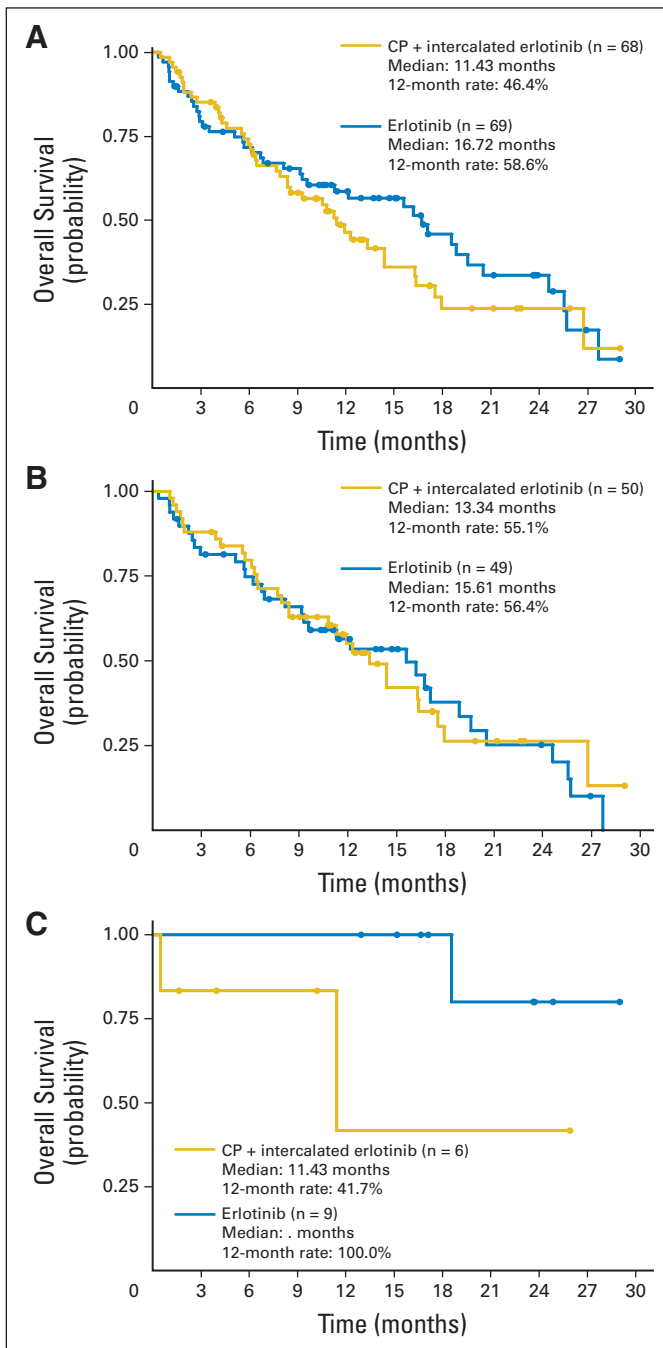 A
1.00
0.75
0.50
0.25
0
3
6
9
12
15
18
21
24
27
30
Overall Survival
(probability)
Time (months)
CP + intercalated erlotinib (n = 68)
Median: 11.43 months
12-month rate: 46.4%
Erlotinib (n = 69)
Median: 16.72 months
12-month rate: 58.6%
B
1.00
0.75
0.50
0.25
0
3
6
9
12
15
18
21
24
27
30
Overall Survival
(probability)
Time (months)
CP + intercalated erlotinib (n = 50)
Median: 13.34 months
12-month rate: 55.1%
Erlotinib (n = 49)
Median: 15.61 months
12-month rate: 56.4%
C
1.00
0.75
0.50
0.25
0
3
6
9
12
15
18
21
24
27
30
Overall Survival
(probability)
Time (months)
CP + intercalated erlotinib (n = 6)
Median: 11.43 months
12-month rate: 41.7%
Erlotinib (n = 9)
Median: . months
12-month rate: 100.0%